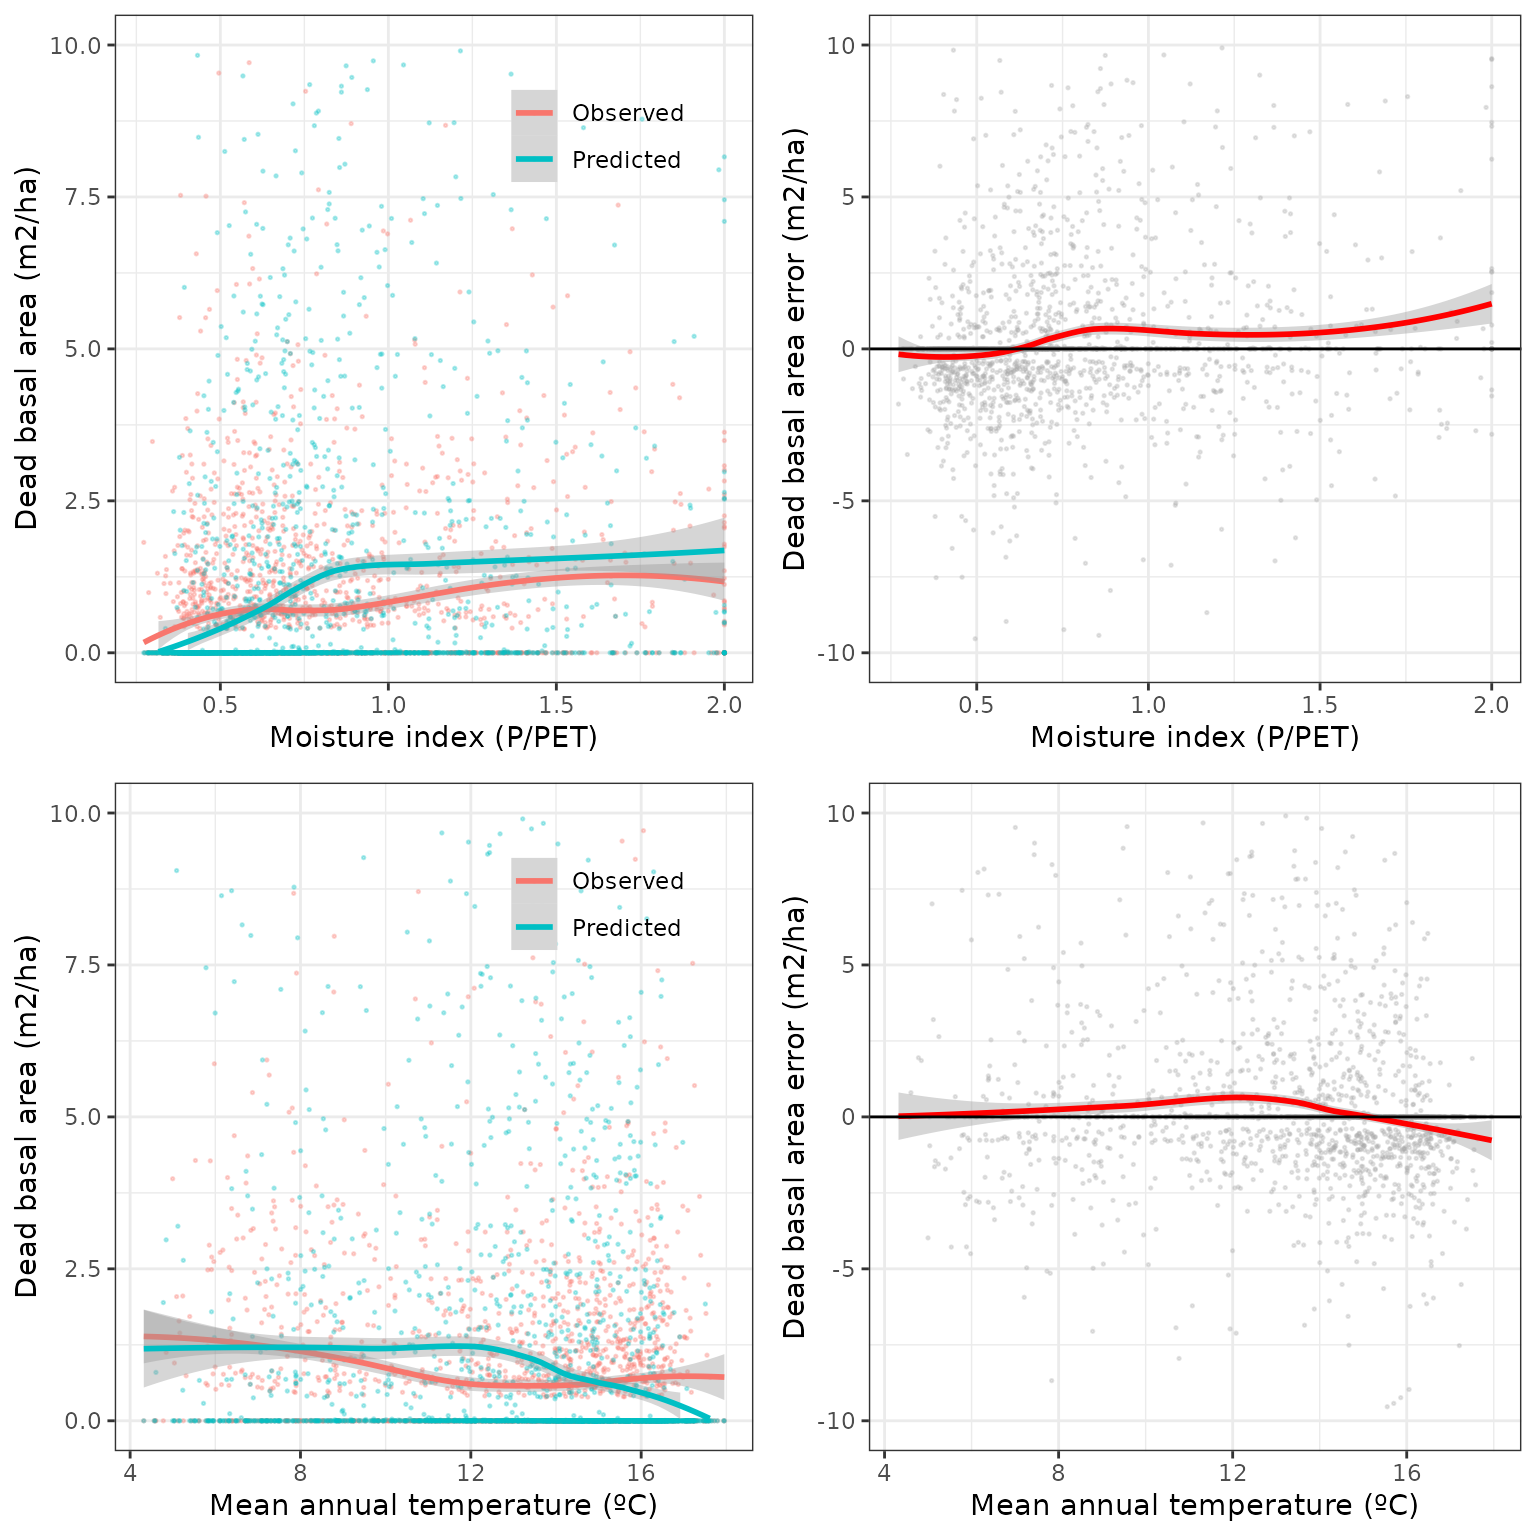 Dead basal area (m2/ha)
10.0
7.5
5.0
2.5
0.0
Observed
Predicted
0.5 1.0 1.5 2.0
Moisture index (P/PET)
Dead basal area error (m2/ha)
10
5
0
-5
-10
0.5 1.0 1.5 2.0
Moisture index (P/PET)
Dead basal area (m2/ha)
10.0
7.5
5.0
2.5
0.0
Observed
Predicted
4 8 12 16
Mean annual temperature (ºC)
Dead basal area error (m2/ha)
10
5
0
-5
-10
4 8 12 16
Mean annual temperature (ºC)